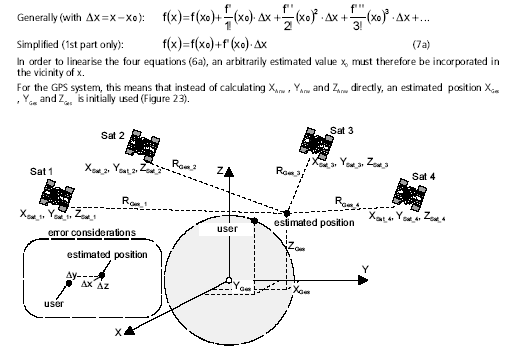 Generally (with Δx=x-x₀): f(x)=f(x₀)+f'/1!(x₀)·Δx+f''/2!(x₀)²·Δx+f'''/3!(x₀)³·Δx+...
Simplified (1st part only): f(x)=f(x₀)+f'(x₀)·Δx (7a)
In order to linearise the four equations (6a), an arbitrarily estimated value x₀ must therefore be incorporated in
the vicinity of x.
For the GPS system, this means that instead of calculating X_Anw , Y_Anw and Z_Anw directly, an estimated position X_Ges
, Y_Ges and Z_Ges is initially used (Figure 23).
Sat 2
Sat 3
X_Sat_2, Y_Sat_2, Z_Sat_2
R_Ges_2
Z
R_Ges_3
X_Sat_3, Y_Sat_3, Z_Sat_3
Sat 1
Sat 4
R_Ges_1
R_Ges_4
X_Sat_1, Y_Sat_1, Z_Sat_1
X_Sat_4, Y_Sat_4, Z_Sat_4
estimated position
user
error considerations
estimated position
Z_Ges
Δy
Δx
Δz
user
Y
Y_Ges
X_Ges
X